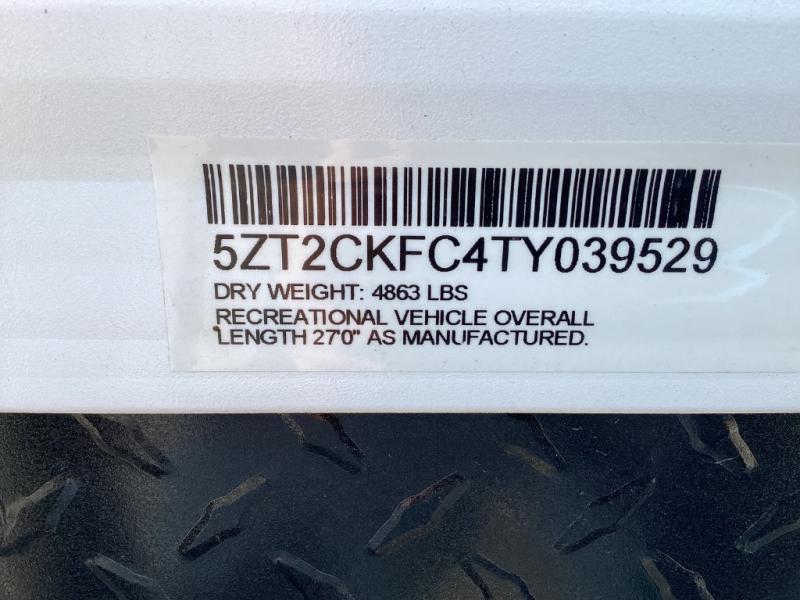 5ZT2CKFC4TY039529
DRY WEIGHT: 4863 LBS
RECREATIONAL VEHICLE OVERALL
LENGTH 27'0" AS MANUFACTURED.